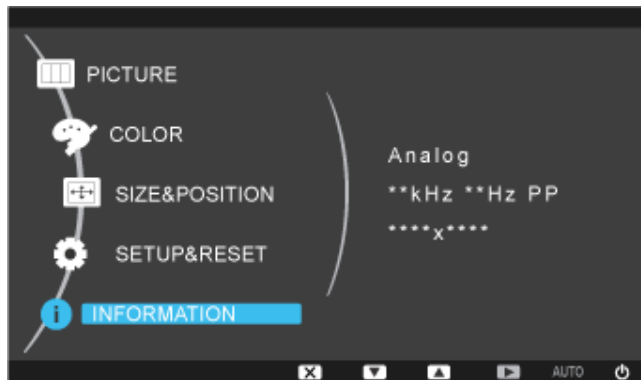 PICTURE
COLOR
SIZE&POSITION
SETUP&RESET
INFORMATION
Analog
**kHz **Hz PP
****x****
AUTO